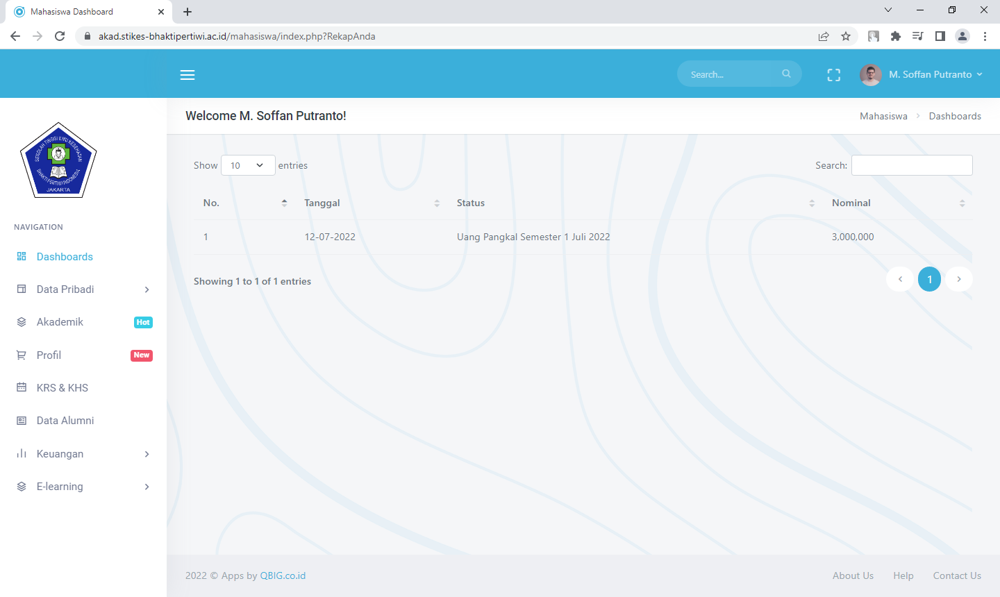 Mahasiswa Dashboard
akad.stikes-bhaktipertiwi.ac.id/mahasiswa/index.php?RekapAnda
Search...
M. Soffan Putranto
Welcome M. Soffan Putranto!
Mahasiswa > Dashboards
SEKOLAH TINGGI ILMU KESEHATAN
BHAKTI PERTIWI INDONESIA
JAKARTA
NAVIGATION
Dashboards
Data Pribadi
Akademik Hot
Profil New
KRS & KHS
Data Alumni
Keuangan
E-learning
Show 10 entries
Search:
No. Tanggal Status Nominal
1 12-07-2022 Uang Pangkal Semester 1 Juli 2022 3,000,000
Showing 1 to 1 of 1 entries
1
2022 © Apps by QBIG.co.id
About Us Help Contact Us